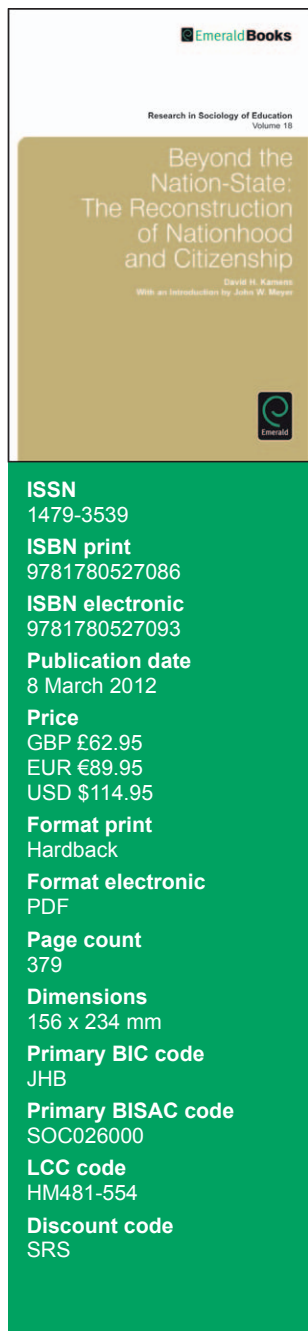 EmeraldBooks
Research in Sociology of Education
Volume 18
Beyond the
Nation-State:
The Reconstruction
of Nationhood
and Citizenship
David H. Kamens
With an Introduction by John W. Meyer
Emerald
ISSN
1479-3539
ISBN print
9781780527086
ISBN electronic
9781780527093
Publication date
8 March 2012
Price
GBP £62.95
EUR €89.95
USD $114.95
Format print
Hardback
Format electronic
PDF
Page count
379
Dimensions
156 x 234 mm
Primary BIC code
JHB
Primary BISAC code
SOC026000
LCC code
HM481-554
Discount code
SRS